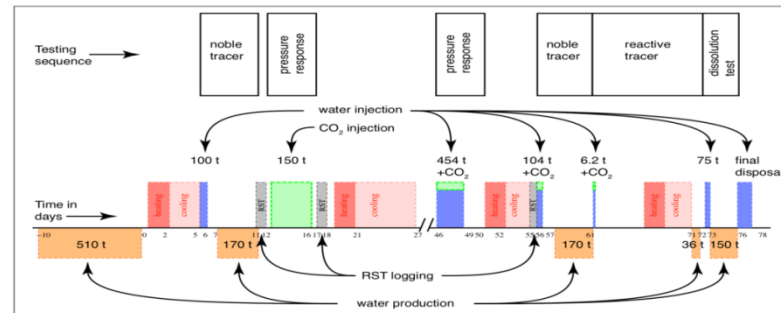 Testing
sequence
noble
tracer
pressure
response
pressure
response
noble
tracer
reactive
tracer
dissolution
test
water injection
CO₂ injection
100 t
150 t
454 t
+CO₂
104 t
+CO₂
6.2 t
+CO₂
75 t
final
disposal
Time in
days
heating
cooling
RST
RST
heating
cooling
heating
cooling
RST
heating
cooling
-10 0 2 5 6 7 11 12 16 17 18 21 27 46 49 50 52 55 56 57 61 71 72 73 76 78
510 t
170 t
170 t
36 t
150 t
RST logging
water production